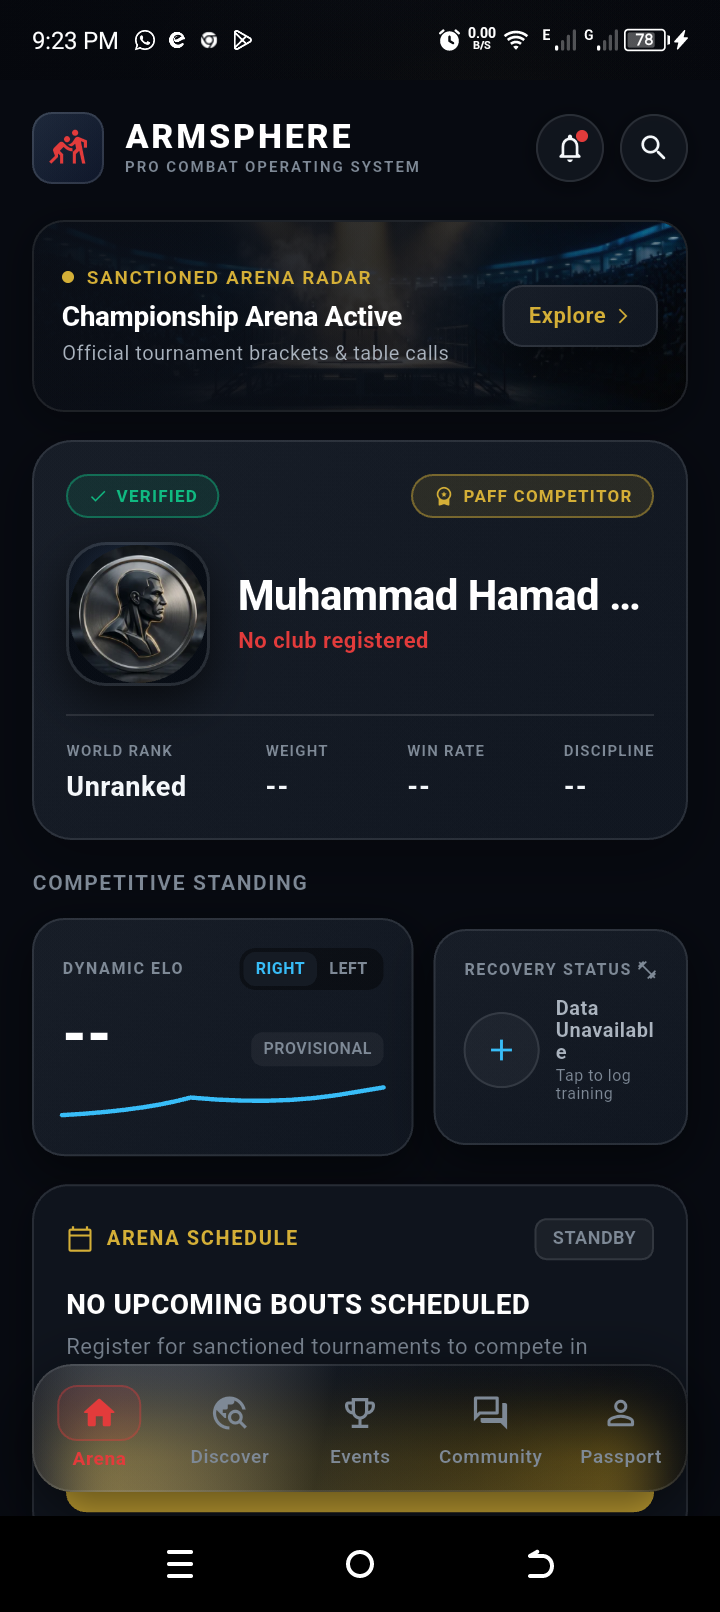 9:23 PM
0.00
B/S
E
G
78
ARMSPHERE
PRO COMBAT OPERATING SYSTEM
SANCTIONED ARENA RADAR
Championship Arena Active
Official tournament brackets & table calls
Explore
VERIFIED
PAFF COMPETITOR
Muhammad Hamad ...
No club registered
WORLD RANK
WEIGHT
WIN RATE
DISCIPLINE
Unranked
--
--
--
COMPETITIVE STANDING
DYNAMIC ELO
RIGHT
LEFT
--
PROVISIONAL
RECOVERY STATUS
Data
Unavailabl
e
Tap to log
training
ARENA SCHEDULE
STANDBY
NO UPCOMING BOUTS SCHEDULED
Register for sanctioned tournaments to compete in
Arena
Discover
Events
Community
Passport